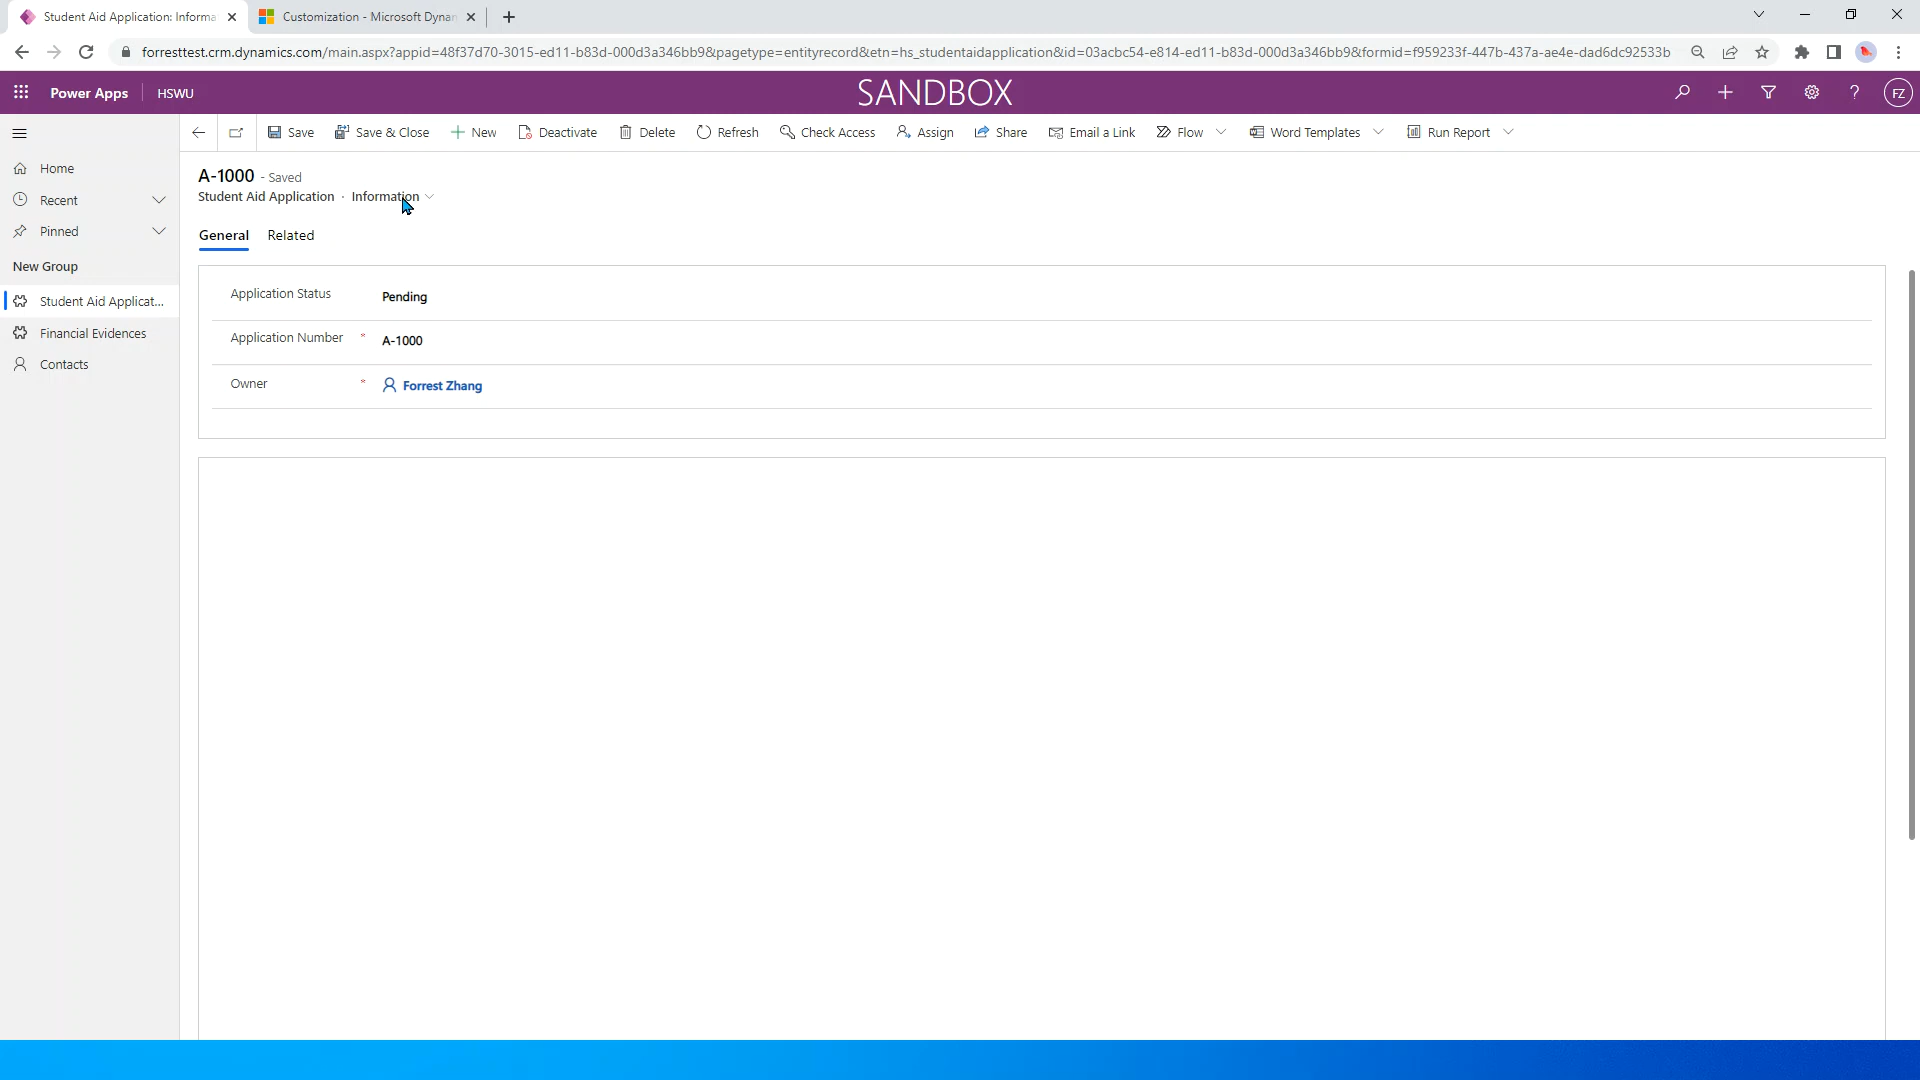 Student Aid Application: Informa
Customization - Microsoft Dynan
forresttest.crm.dynamics.com/main.aspx?appid=48f37d70-3015-ed11-b83d-000d3a346bb9&pagetype=entityrecord&etn=hs_studentaidapplication&id=03acbc54-e814-ed11-b83d-000d3a346bb9&formid=f959233f-447b-437a-ae4e-dad6dc92533b
Power Apps
HSWU
SANDBOX
FZ
Save
Save & Close
New
Deactivate
Delete
Refresh
Check Access
Assign
Share
Email a Link
Flow
Word Templates
Run Report
Home
Recent
Pinned
New Group
Student Aid Applicat...
Financial Evidences
Contacts
A-1000 - Saved
Student Aid Application · Information
General
Related
Application Status
Pending
Application Number *
A-1000
Owner *
Forrest Zhang